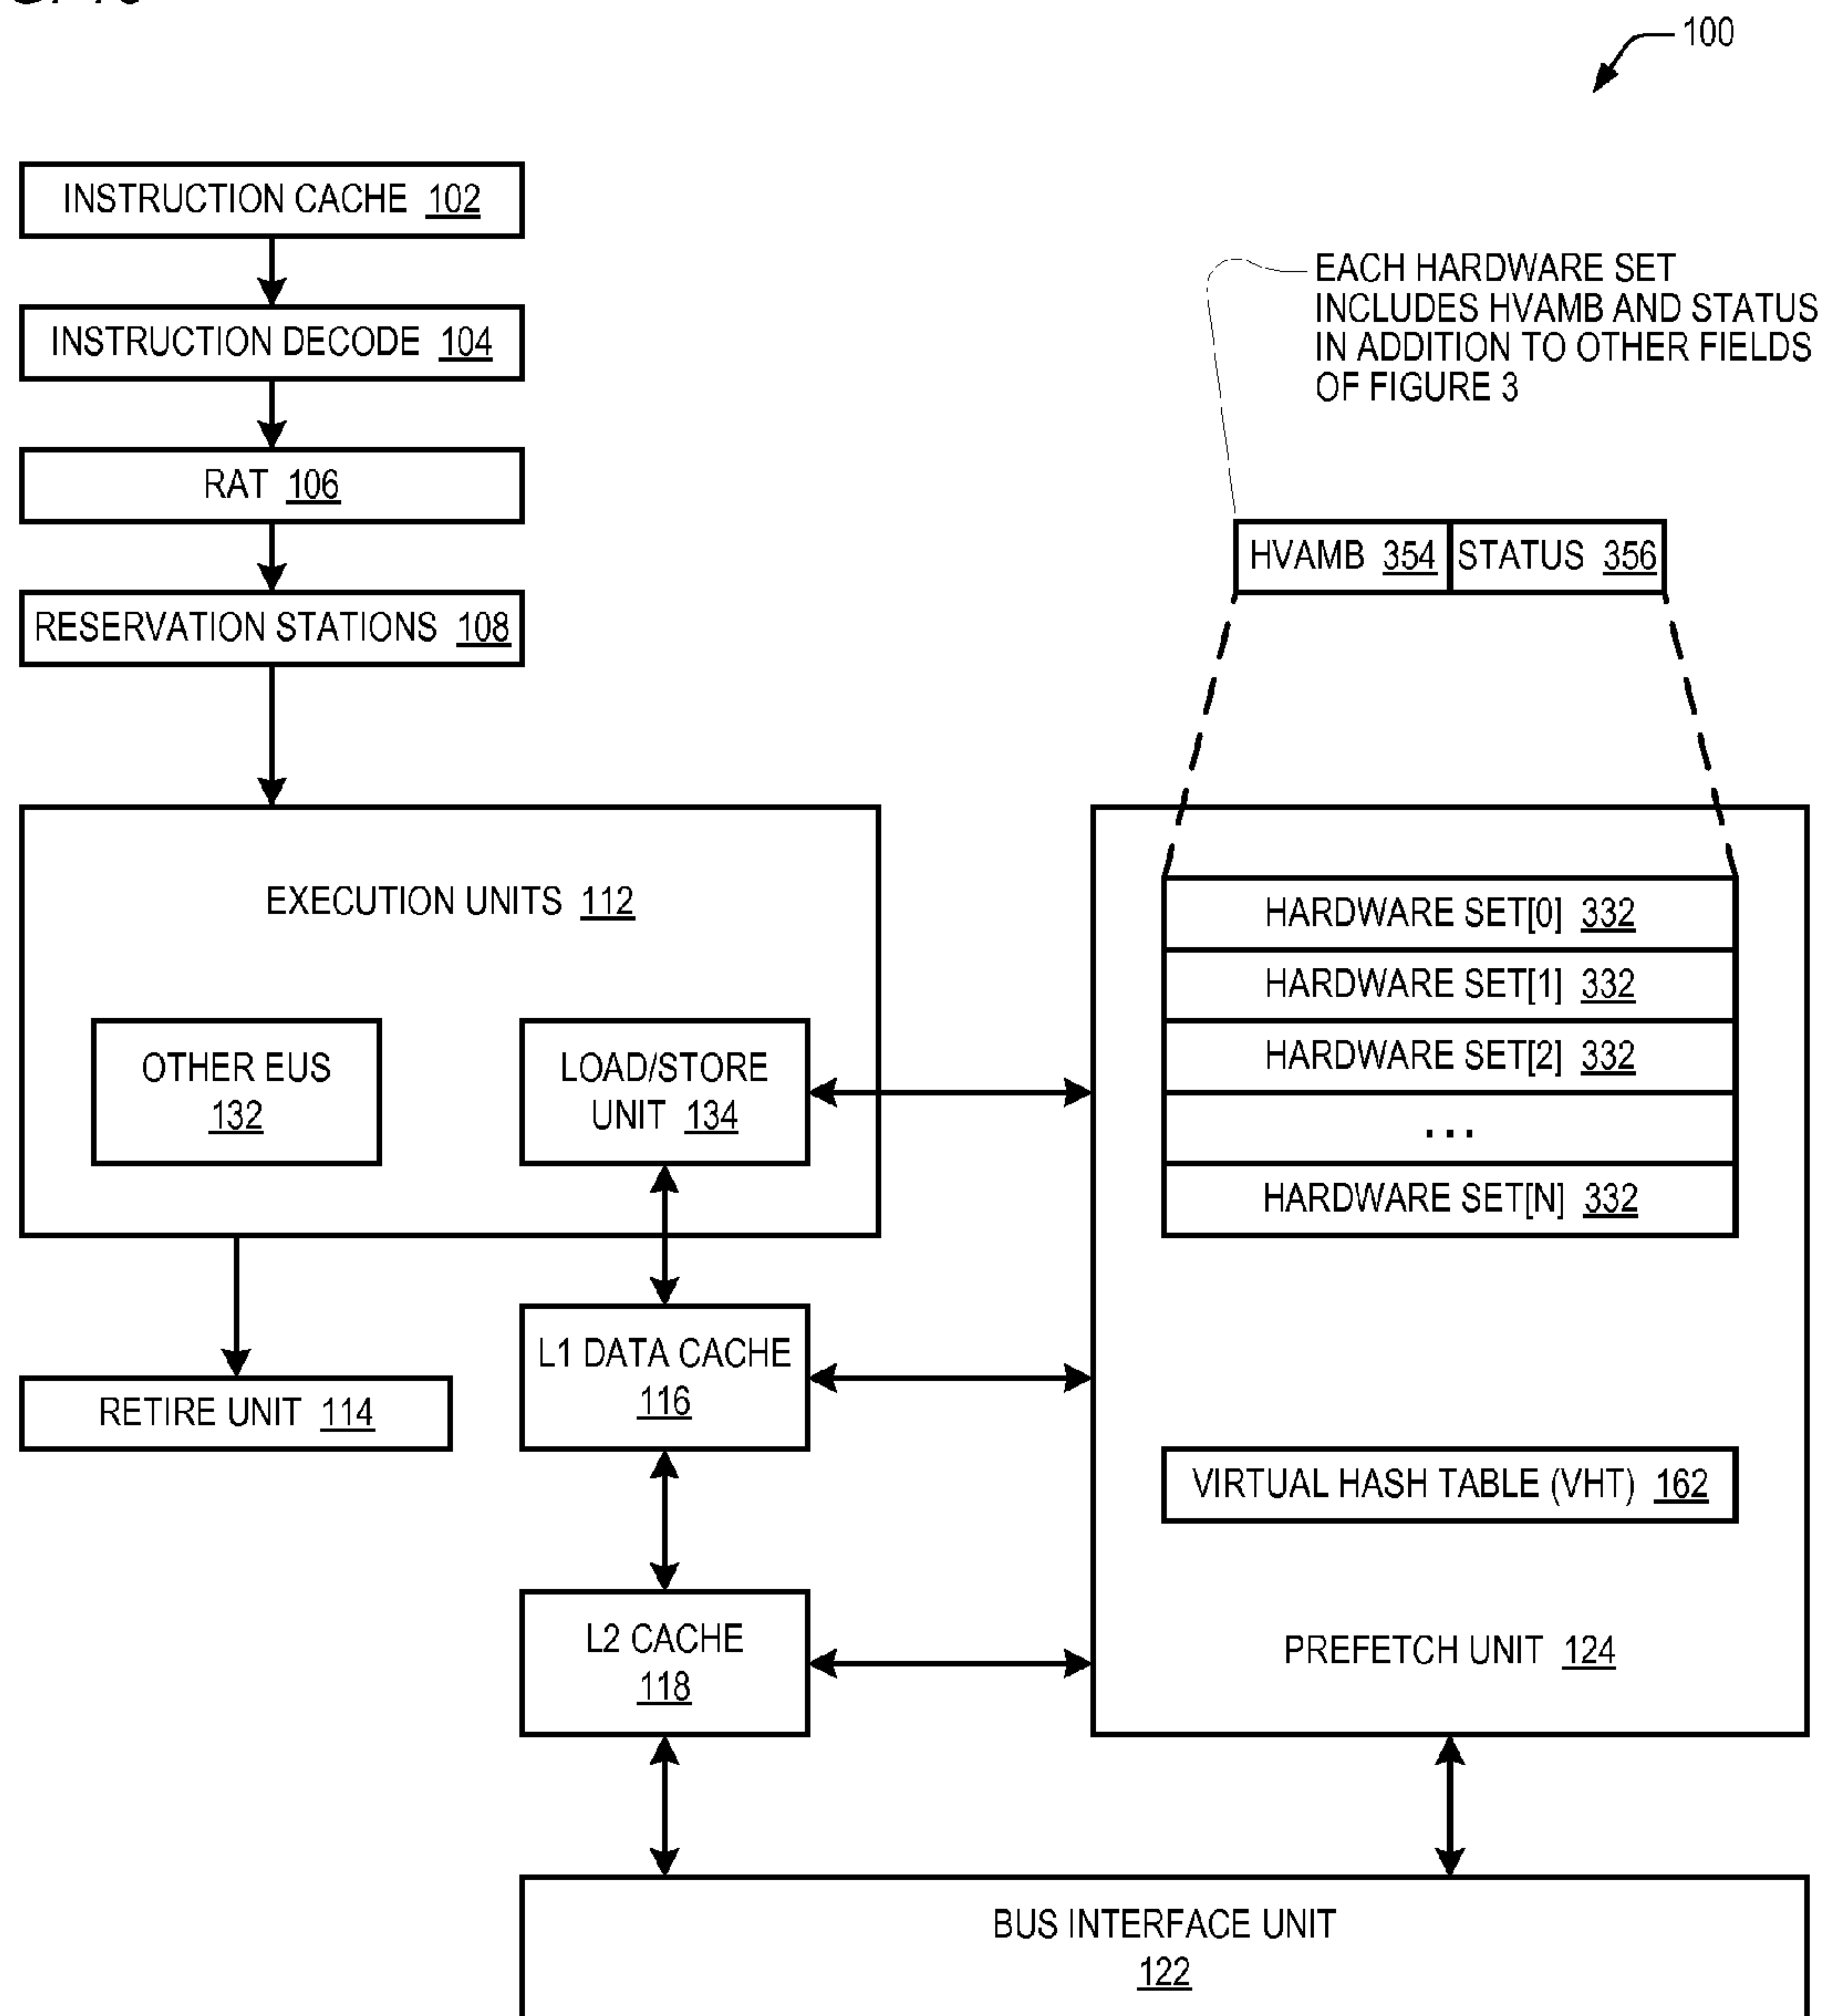 100
INSTRUCTION CACHE 102
INSTRUCTION DECODE 104
RAT 106
RESERVATION STATIONS 108
EACH HARDWARE SET
INCLUDES HVAMB AND STATUS
IN ADDITION TO OTHER FIELDS
OF FIGURE 3
HVAMB 354 STATUS 356
EXECUTION UNITS 112
OTHER EUS
132
LOAD/STORE
UNIT 134
HARDWARE SET[0] 332
HARDWARE SET[1] 332
HARDWARE SET[2] 332
...
HARDWARE SET[N] 332
L1 DATA CACHE
116
RETIRE UNIT 114
VIRTUAL HASH TABLE (VHT) 162
L2 CACHE
118
PREFETCH UNIT 124
BUS INTERFACE UNIT
122